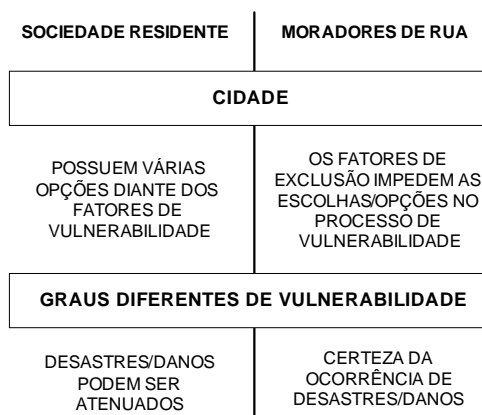 SOCIEDADE RESIDENTE
MORADORES DE RUA
CIDADE
POSSUEM VÁRIAS
OPÇÕES DIANTE DOS
FATORES DE
VULNERABILIDADE
OS FATORES DE
EXCLUSÃO IMPEDEM AS
ESCOLHAS/OPÇÕES NO
PROCESSO DE
VULNERABILIDADE
GRAUS DIFERENTES DE VULNERABILIDADE
DESASTRES/DANOS
PODEM SER
ATENUADOS
CERTEZA DA
OCORRÊNCIA DE
DESASTRES/DANOS